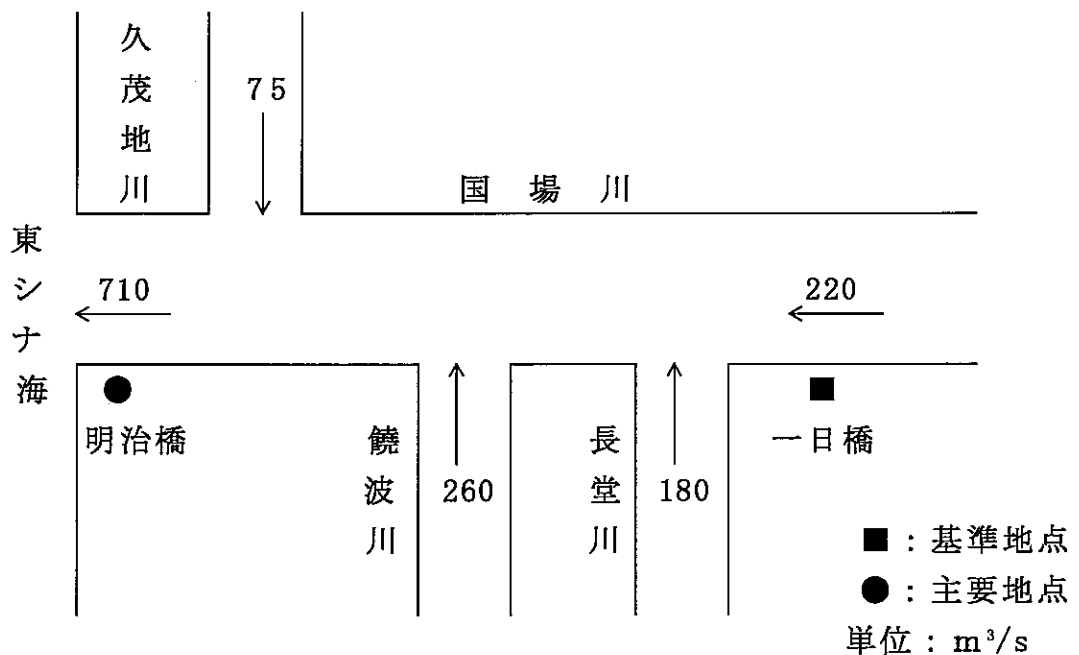 久茂地川
75
国場川
東シナ海
710
220
明治橋
一日橋
饒波川
260
長堂川
180
■：基準地点
●：主要地点
単位：m³/s